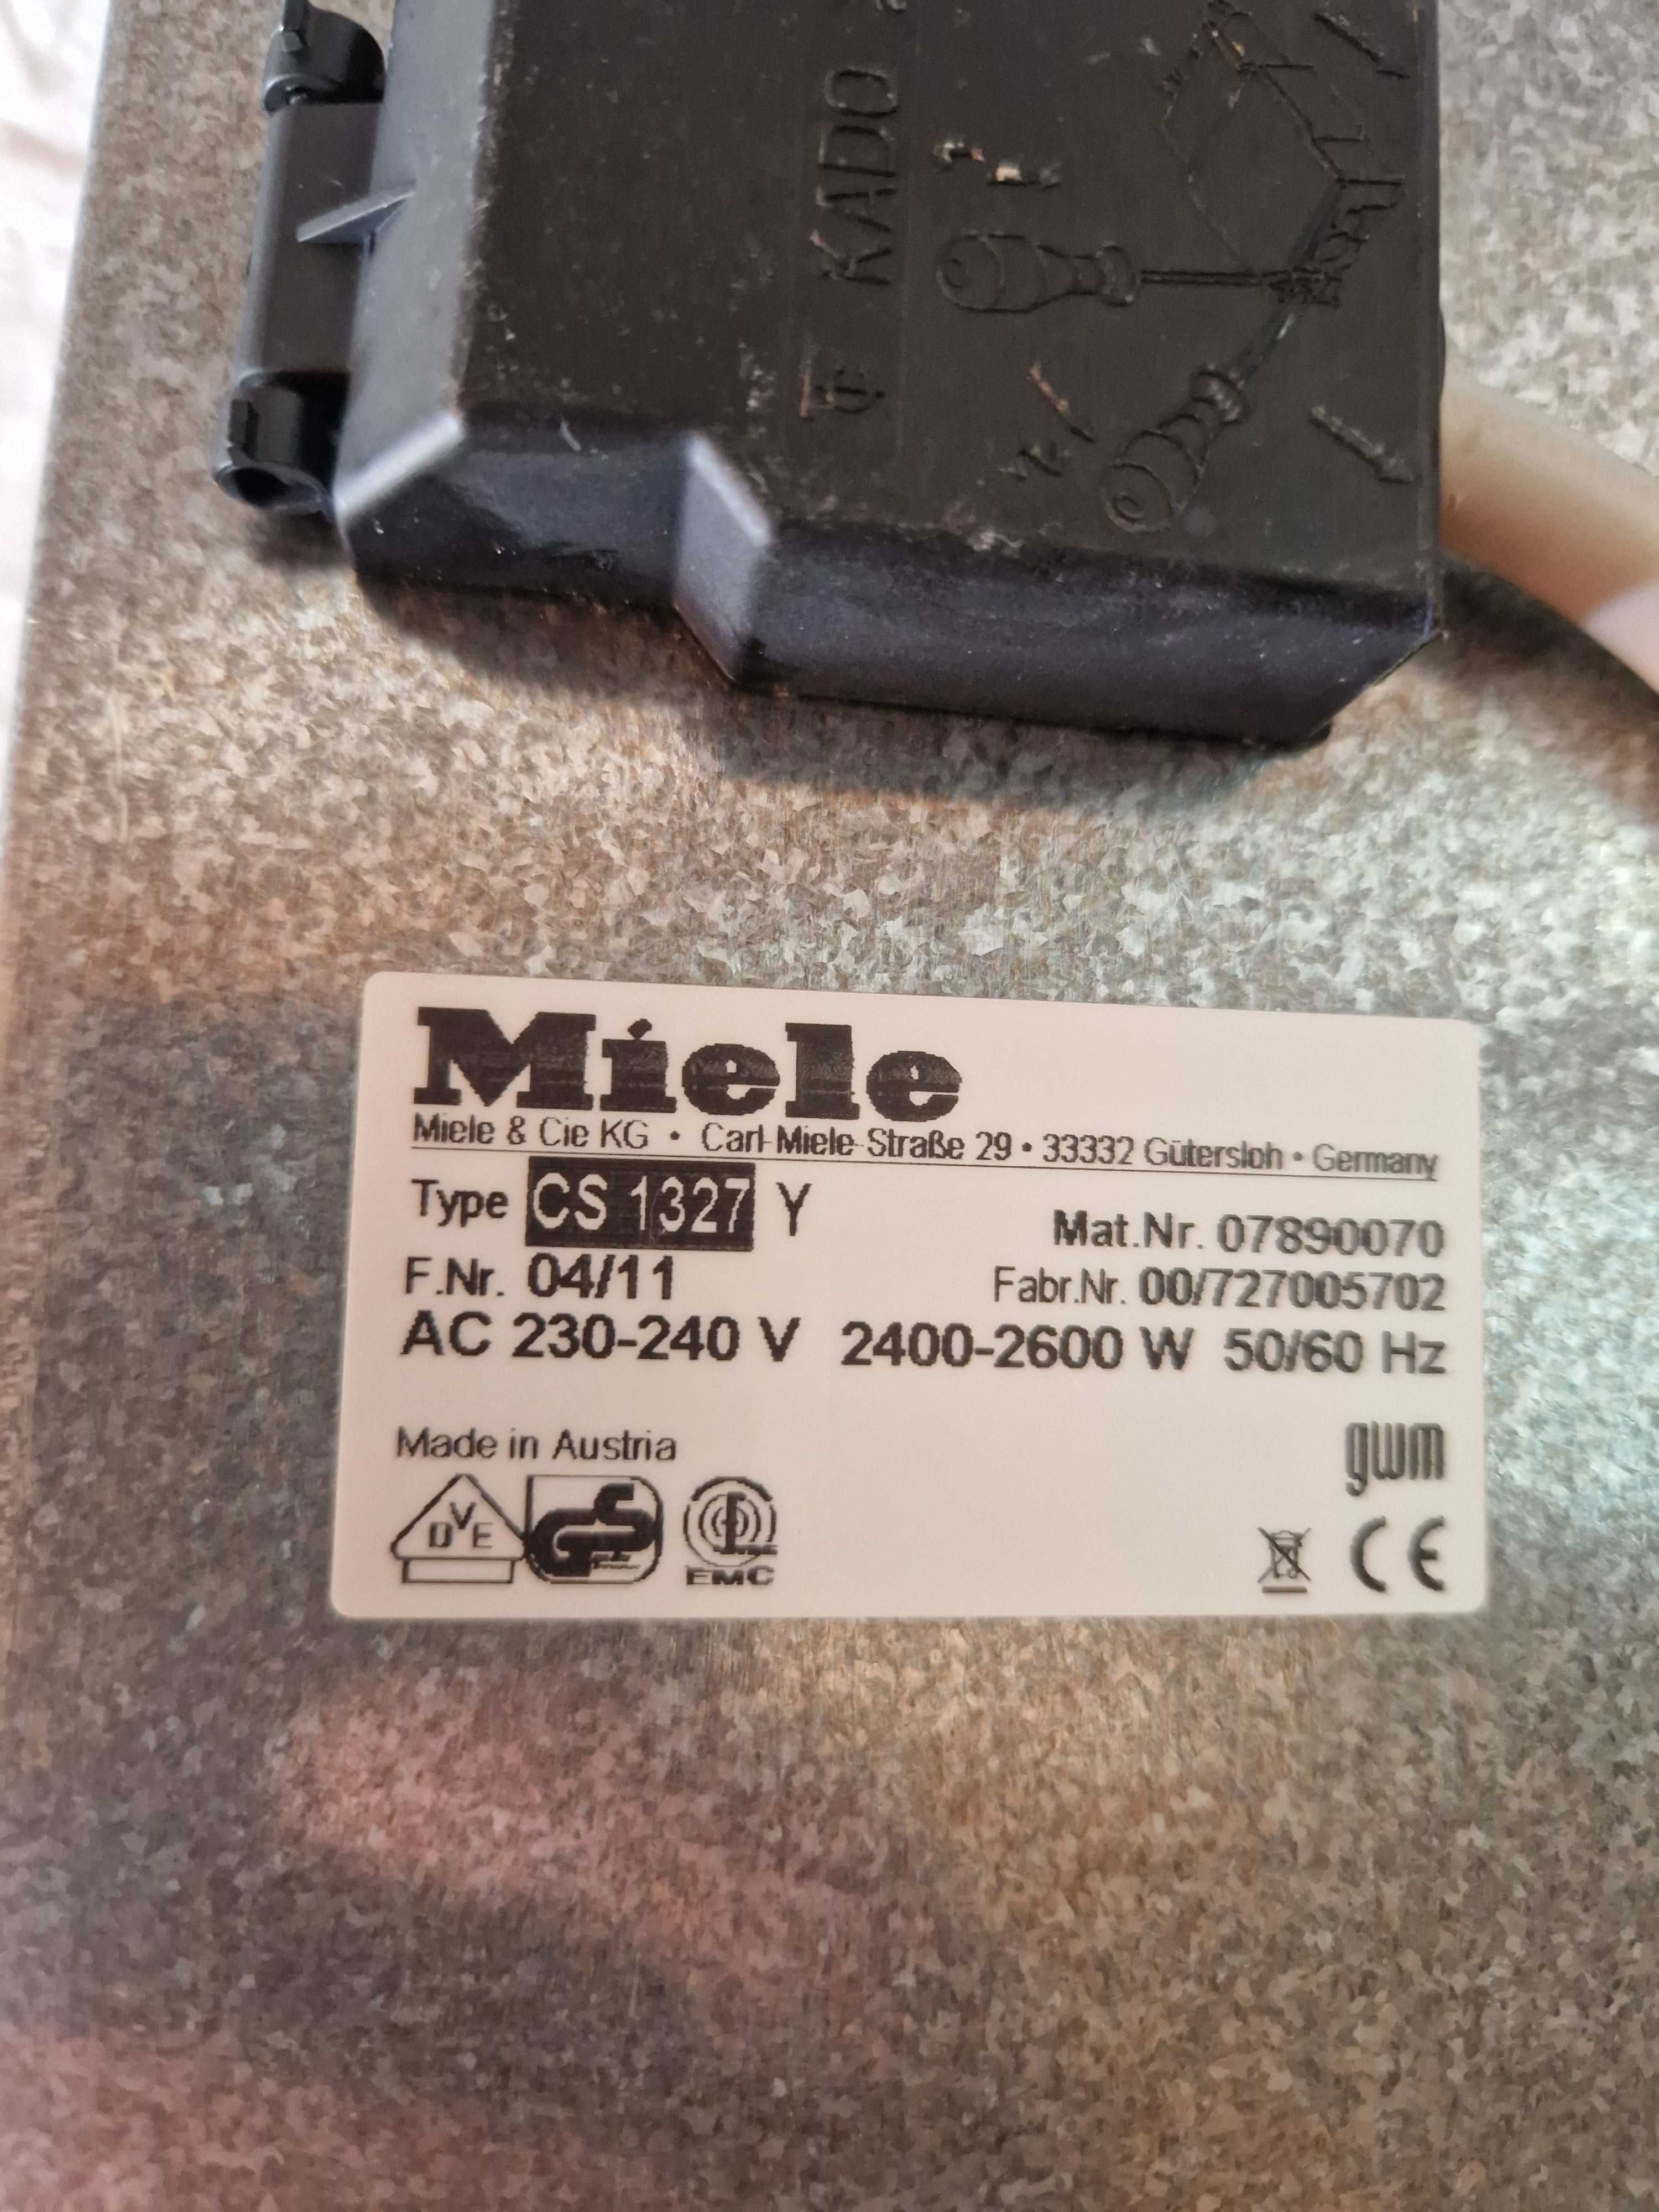 KADO
Miele
Miele & Cie KG • Carl-Miele-Straße 29 • 33332 Gütersloh • Germany
Type CS 1327 Y
Mat.Nr. 07890070
F.Nr. 04/11
Fabr.Nr. 00/727005702
AC 230-240 V 2400-2600 W 50/60 Hz
Made in Austria
gwm
DVE
GS
EMC
CE